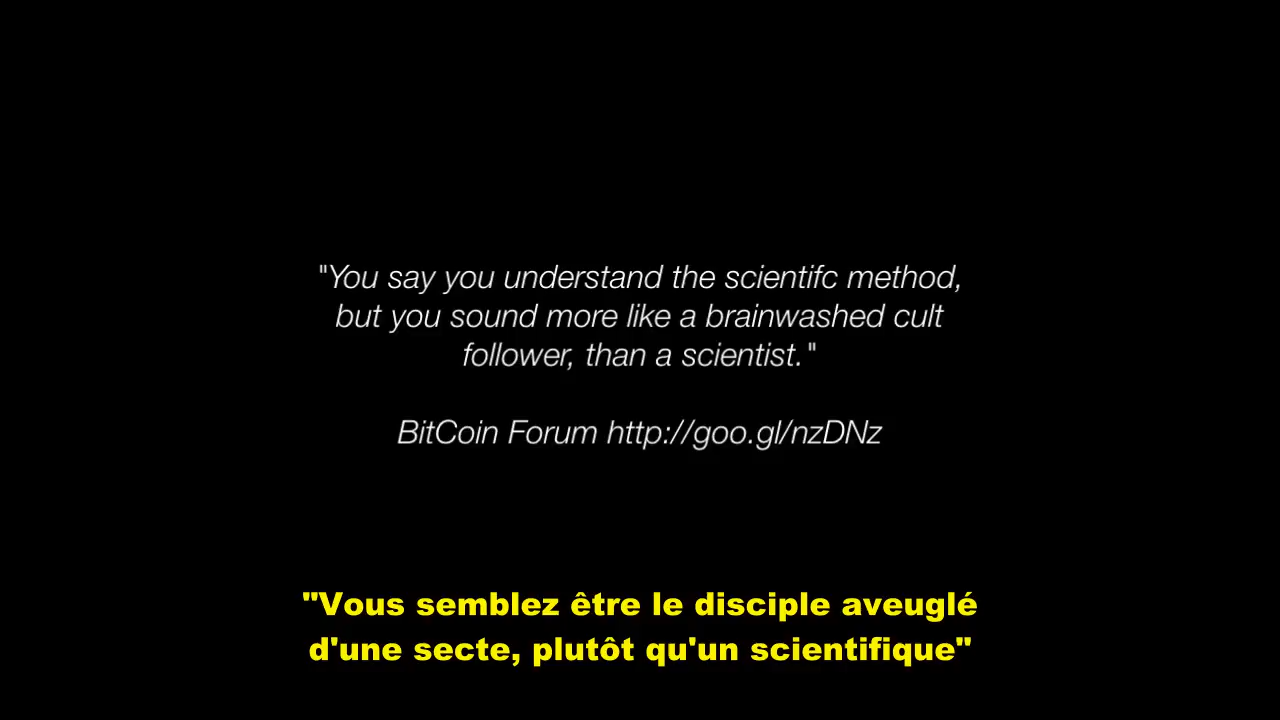 "You say you understand the scientifc method,
but you sound more like a brainwashed cult
follower, than a scientist."
BitCoin Forum http://goo.gl/nzDNz
"Vous semblez être le disciple aveuglé
d'une secte, plutôt qu'un scientifique"